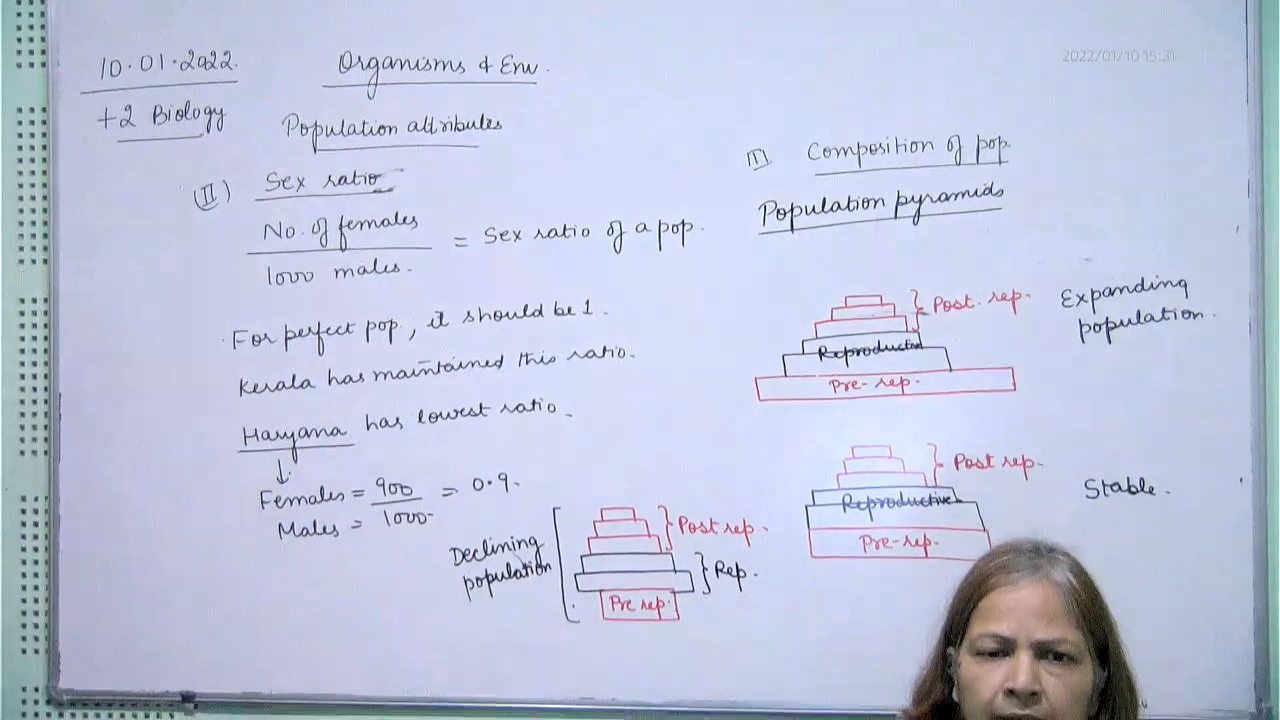 10.01.2022.
Organisms & Env.
2022/01/10 15:31
+2 Biology
Population attributes
(II) Sex ratio
No. of females
1000 males.
= Sex ratio of a pop.
For perfect pop, it should be 1.
Kerala has maintained this ratio.
Haryana has lowest ratio.
↓
Females = 900
Males = 1000
= 0.9.
I) Composition of pop.
Population pyramids
Post. rep.
Reproductive
Pre-rep.
Expanding
population.
Post rep.
Reproductive
Pre-rep.
Stable.
Declining
population
Post rep.
Rep.
Pre rep.